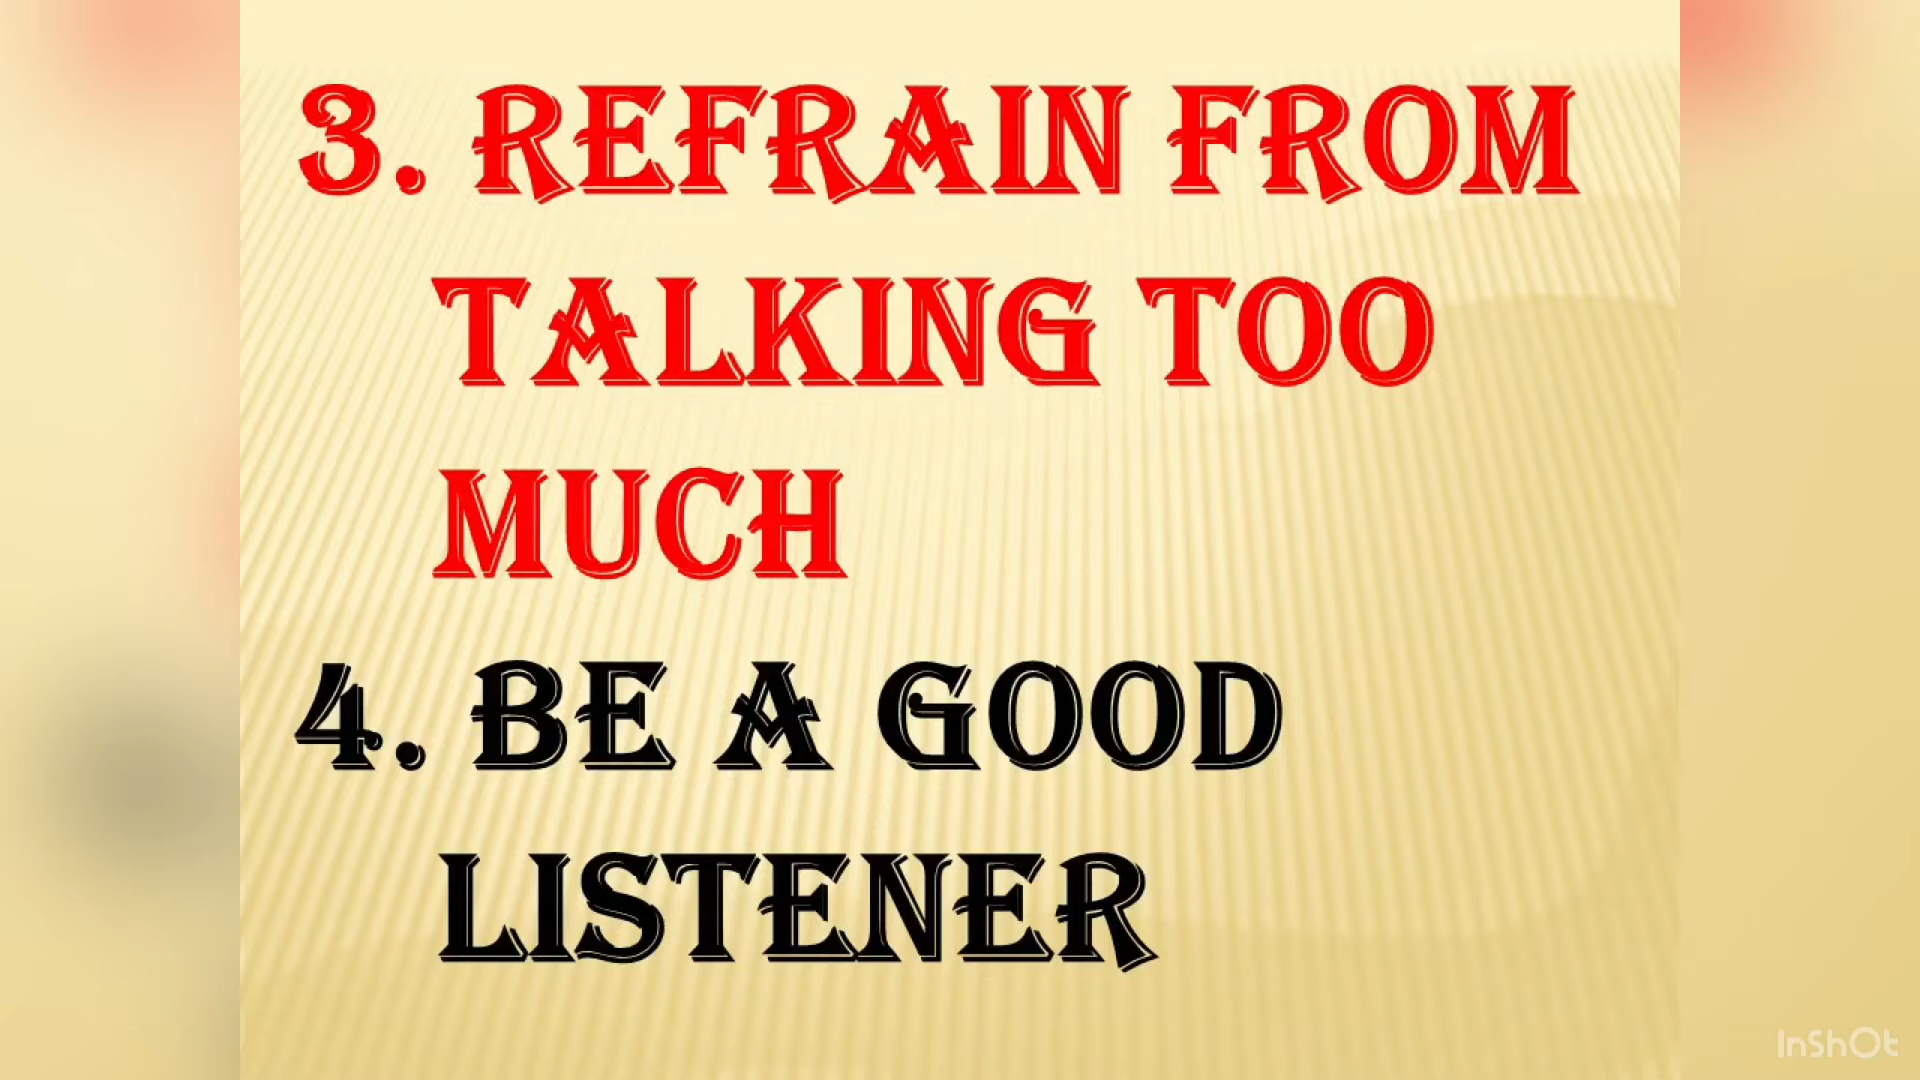 3. REFRAIN FROM
TALKING TOO
MUCH
4. BE A GOOD
LISTENER
InShOt